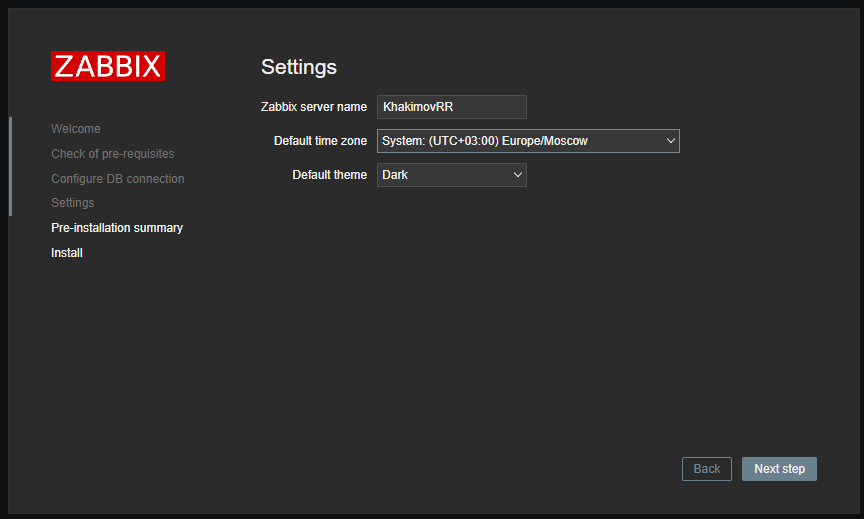 ZABBIX
Welcome
Check of pre-requisites
Configure DB connection
Settings
Pre-installation summary
Install
Settings
Zabbix server name KhakimovRR
Default time zone System: (UTC+03:00) Europe/Moscow
Default theme Dark
Back Next step